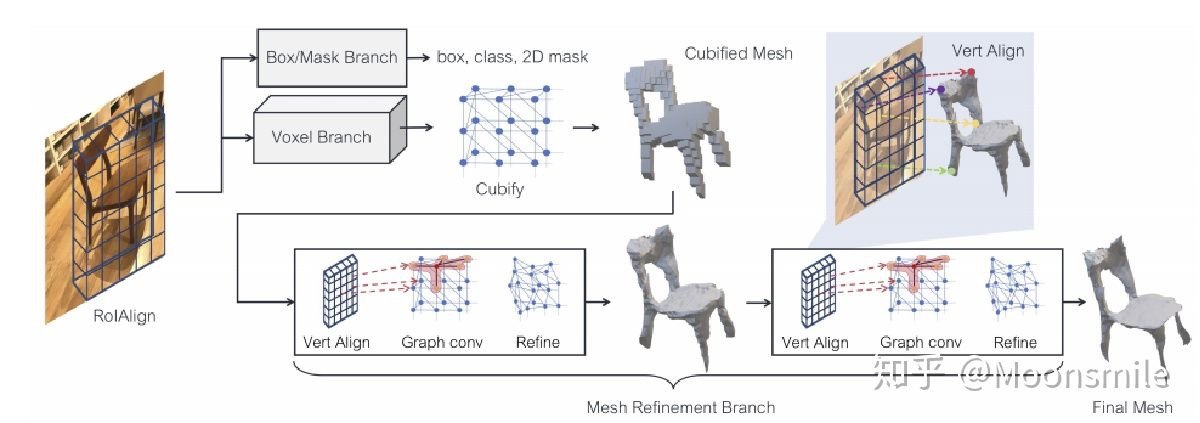 Box/Mask Branch
box, class, 2D mask
Cubified Mesh
Vert Align
Voxel Branch
Cubify
RoIAlign
Vert Align
Graph conv
Refine
Vert Align
Graph conv
Refine
知乎 @Moonsmile
Mesh Refinement Branch
Final Mesh